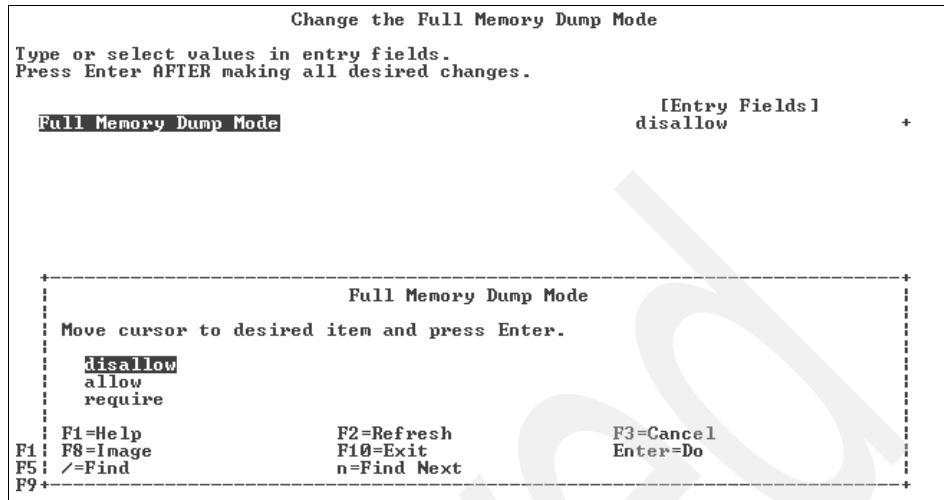 Change the Full Memory Dump Mode
Type or select values in entry fields.
Press Enter AFTER making all desired changes.
[Entry Fields]
Full Memory Dump Mode disallow +
Full Memory Dump Mode
Move cursor to desired item and press Enter.
disallow
allow
require
F1=Help F2=Refresh F3=Cancel
F1 F8=Image F10=Exit Enter=Do
F5 /=Find n=Find Next
F9